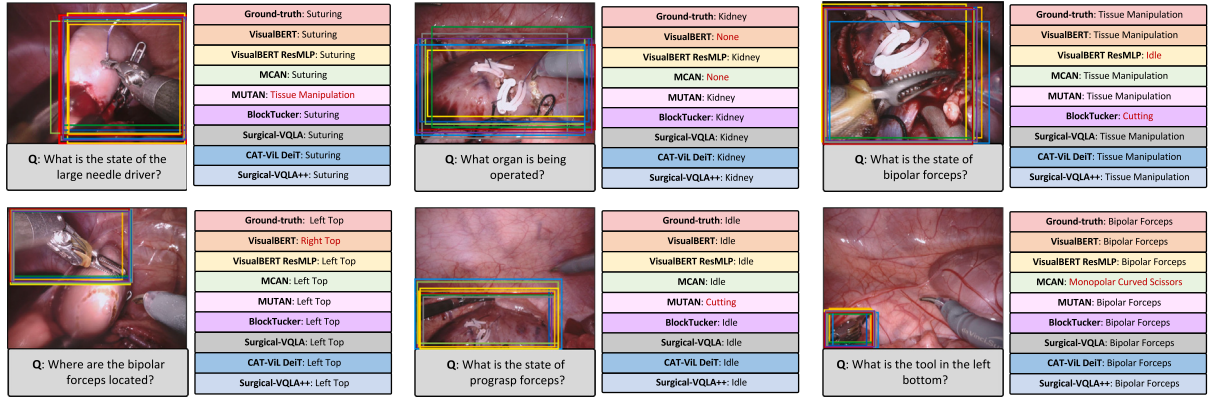 Ground-truth: Suturing
VisualBERT: Suturing
VisualBERT ResMLP: Suturing
MCAN: Suturing
MUTAN: Tissue Manipulation
BlockTucker: Suturing
Surgical-VQLA: Suturing
CAT-ViL DeiT: Suturing
Surgical-VQLA++: Suturing
Q: What is the state of the
large needle driver?
Ground-truth: Kidney
VisualBERT: None
VisualBERT ResMLP: Kidney
MCAN: None
MUTAN: Kidney
BlockTucker: Kidney
Surgical-VQLA: Kidney
CAT-ViL DeiT: Kidney
Surgical-VQLA++: Kidney
Q: What organ is being
operated?
Ground-truth: Tissue Manipulation
VisualBERT: Tissue Manipulation
VisualBERT ResMLP: Idle
MCAN: Tissue Manipulation
MUTAN: Tissue Manipulation
BlockTucker: Cutting
Surgical-VQLA: Tissue Manipulation
CAT-ViL DeiT: Tissue Manipulation
Surgical-VQLA++: Tissue Manipulation
Q: What is the state of
bipolar forceps?
Ground-truth: Left Top
VisualBERT: Right Top
VisualBERT ResMLP: Left Top
MCAN: Left Top
MUTAN: Left Top
BlockTucker: Left Top
Surgical-VQLA: Left Top
CAT-ViL DeiT: Left Top
Surgical-VQLA++: Left Top
Q: Where are the bipolar
forceps located?
Ground-truth: Idle
VisualBERT: Idle
VisualBERT ResMLP: Idle
MCAN: Idle
MUTAN: Cutting
BlockTucker: Idle
Surgical-VQLA: Idle
CAT-ViL DeiT: Idle
Surgical-VQLA++: Idle
Q: What is the state of
prograsp forceps?
Ground-truth: Bipolar Forceps
VisualBERT: Bipolar Forceps
VisualBERT ResMLP: Bipolar Forceps
MCAN: Monopolar Curved Scissors
MUTAN: Bipolar Forceps
BlockTucker: Bipolar Forceps
Surgical-VQLA: Bipolar Forceps
CAT-ViL DeiT: Bipolar Forceps
Surgical-VQLA++: Bipolar Forceps
Q: What is the tool in the left
bottom?